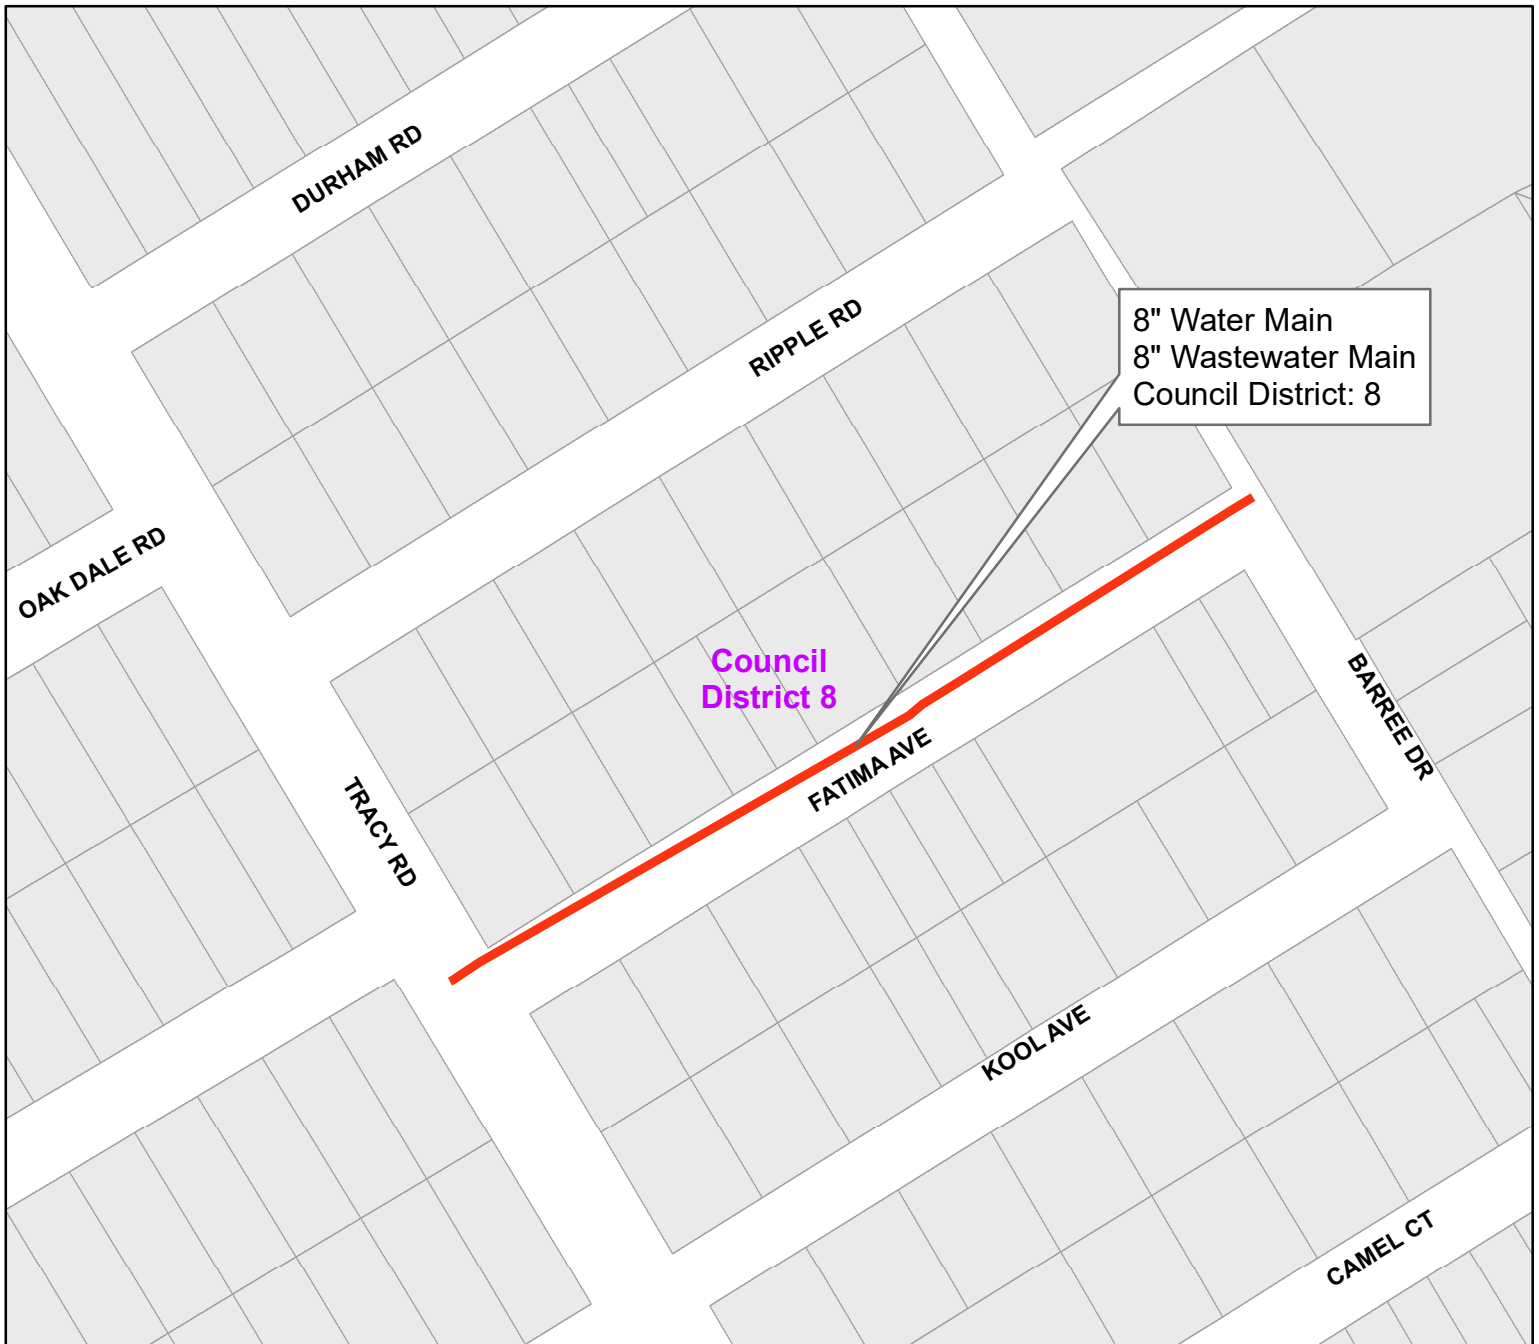 DURHAM RD
RIPPLE RD
8" Water Main
8" Wastewater Main
Council District: 8
OAK DALE RD
Council
District 8
BARREE DR
FATIMA AVE
TRACY RD
KOOL AVE
CAMEL CT